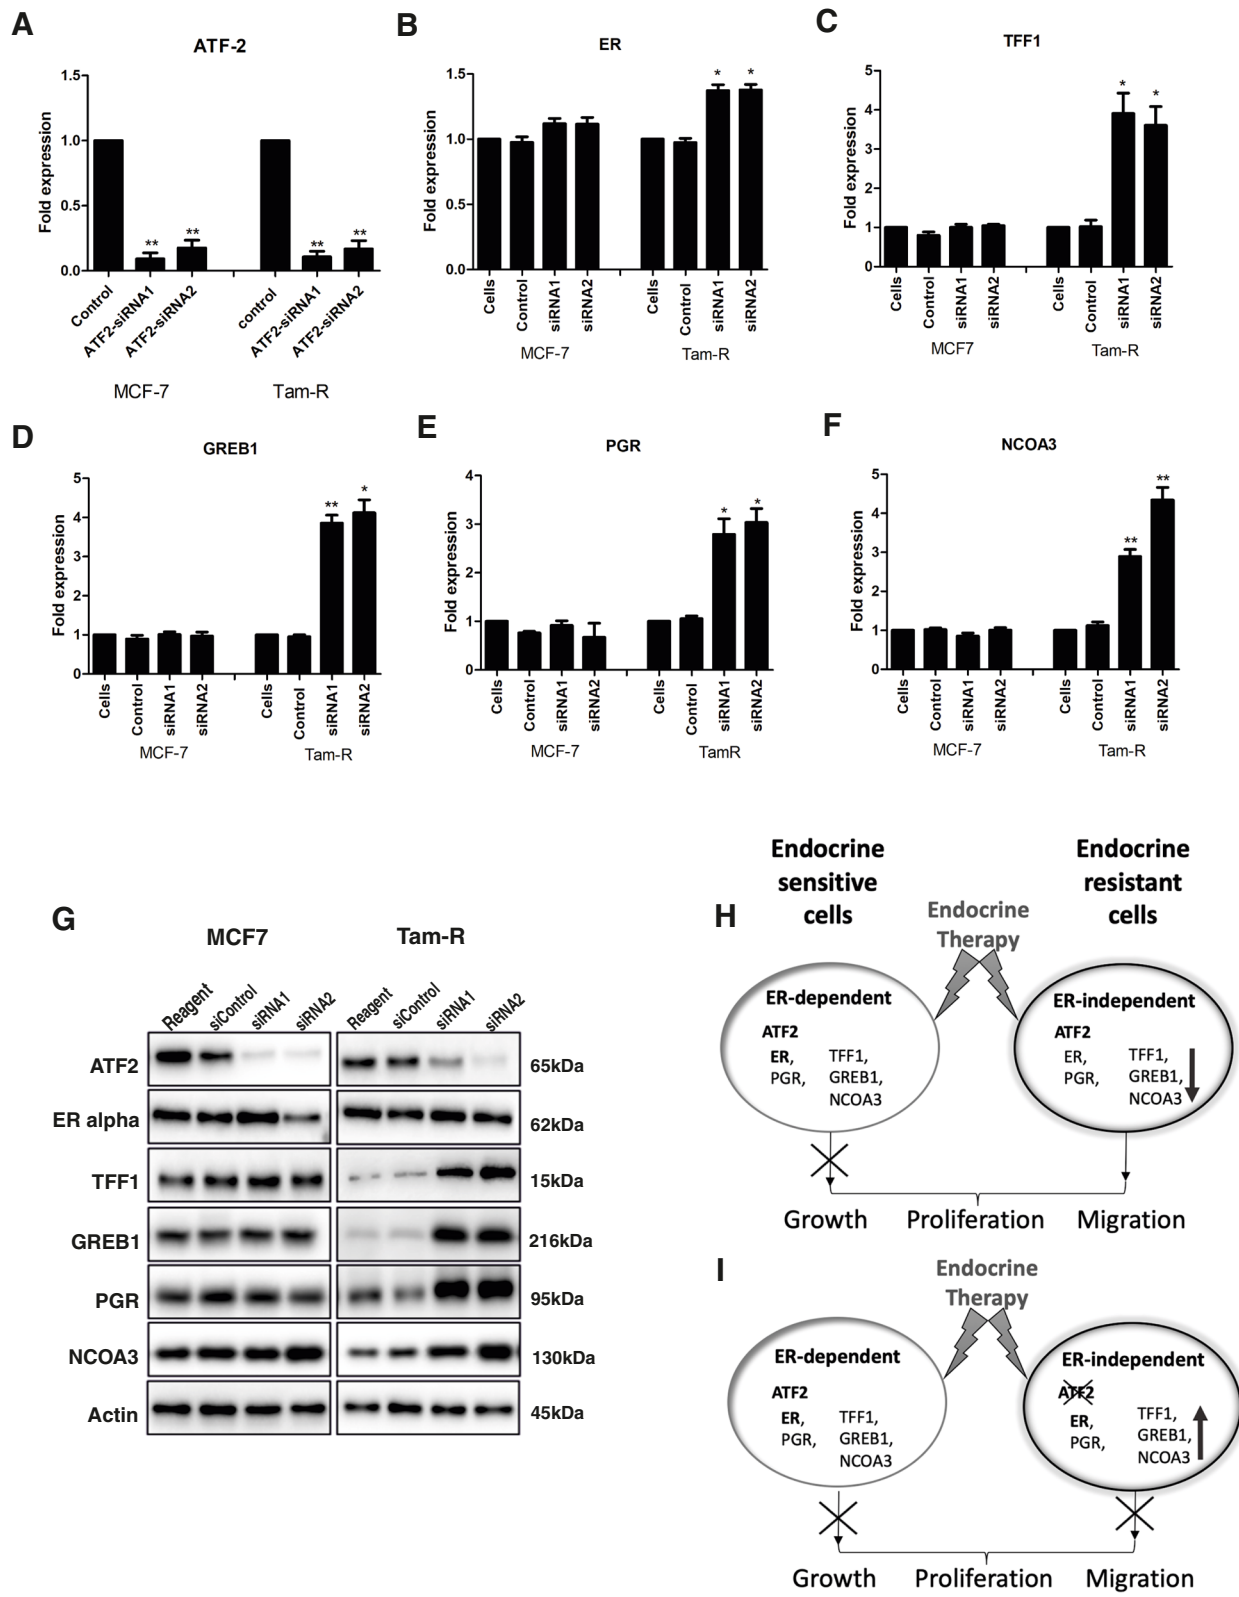 A
ATF-2
Fold expression
1.5
1.0
0.5
0.0
** ** ** **
Control
ATF2-siRNA1
ATF2-siRNA2
control
ATF2-siRNA1
ATF2-siRNA2
MCF-7 Tam-R
B
ER
Fold expression
1.5
1.0
0.5
0.0
* *
Cells
Control
siRNA1
siRNA2
Cells
Control
siRNA1
siRNA2
MCF-7 Tam-R
C
TFF1
Fold expression
5
4
3
2
1
0
* *
Cells
Control
siRNA1
siRNA2
Cells
Control
siRNA1
siRNA2
MCF7 Tam-R
D
GREB1
Fold expression
5
4
3
2
1
0
** *
Cells
Control
siRNA1
siRNA2
Cells
Control
siRNA1
siRNA2
MCF-7 Tam-R
E
PGR
Fold expression
4
3
2
1
0
* *
Cells
Control
siRNA1
siRNA2
Cells
Control
siRNA1
siRNA2
MCF-7 TamR
F
NCOA3
Fold expression
5
4
3
2
1
0
** **
Cells
Control
siRNA1
siRNA2
Cells
Control
siRNA1
siRNA2
MCF-7 Tam-R
G
MCF7 Tam-R
Reagent siControl siRNA1 siRNA2 Reagent siControl siRNA1 siRNA2
ATF2 65kDa
ER alpha 62kDa
TFF1 15kDa
GREB1 216kDa
PGR 95kDa
NCOA3 130kDa
Actin 45kDa
H
Endocrine
sensitive
cells
Endocrine
Therapy
Endocrine
resistant
cells
ER-dependent
ATF2
ER, TFF1,
PGR, GREB1,
NCOA3
ER-independent
ATF2
ER, TFF1,
PGR, GREB1,
NCOA3
Growth Proliferation Migration
I
Endocrine
Therapy
ER-dependent
ATF2
ER, TFF1,
PGR, GREB1,
NCOA3
ER-independent
ATF2
ER, TFF1,
PGR, GREB1,
NCOA3
Growth Proliferation Migration